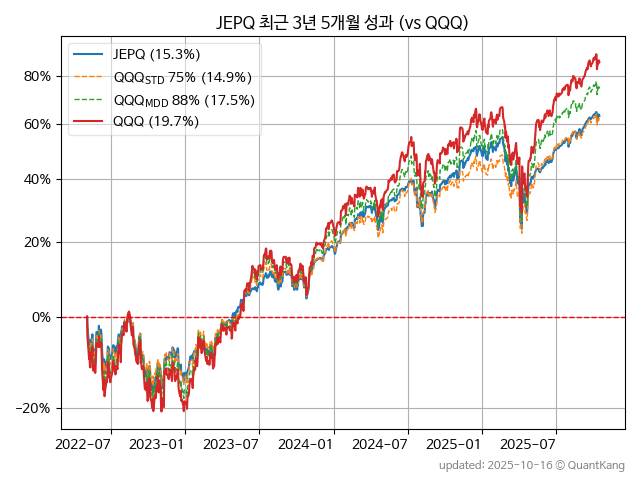 JEPQ 최근 3년 5개월 성과 (vs QQQ)
JEPQ (15.3%)
QQQSTD 75% (14.9%)
QQQMDD 88% (17.5%)
QQQ (19.7%)
80%
60%
40%
20%
0%
−20%
2022-07 2023-01 2023-07 2024-01 2024-07 2025-01 2025-07
updated: 2025-10-16 © QuantKang